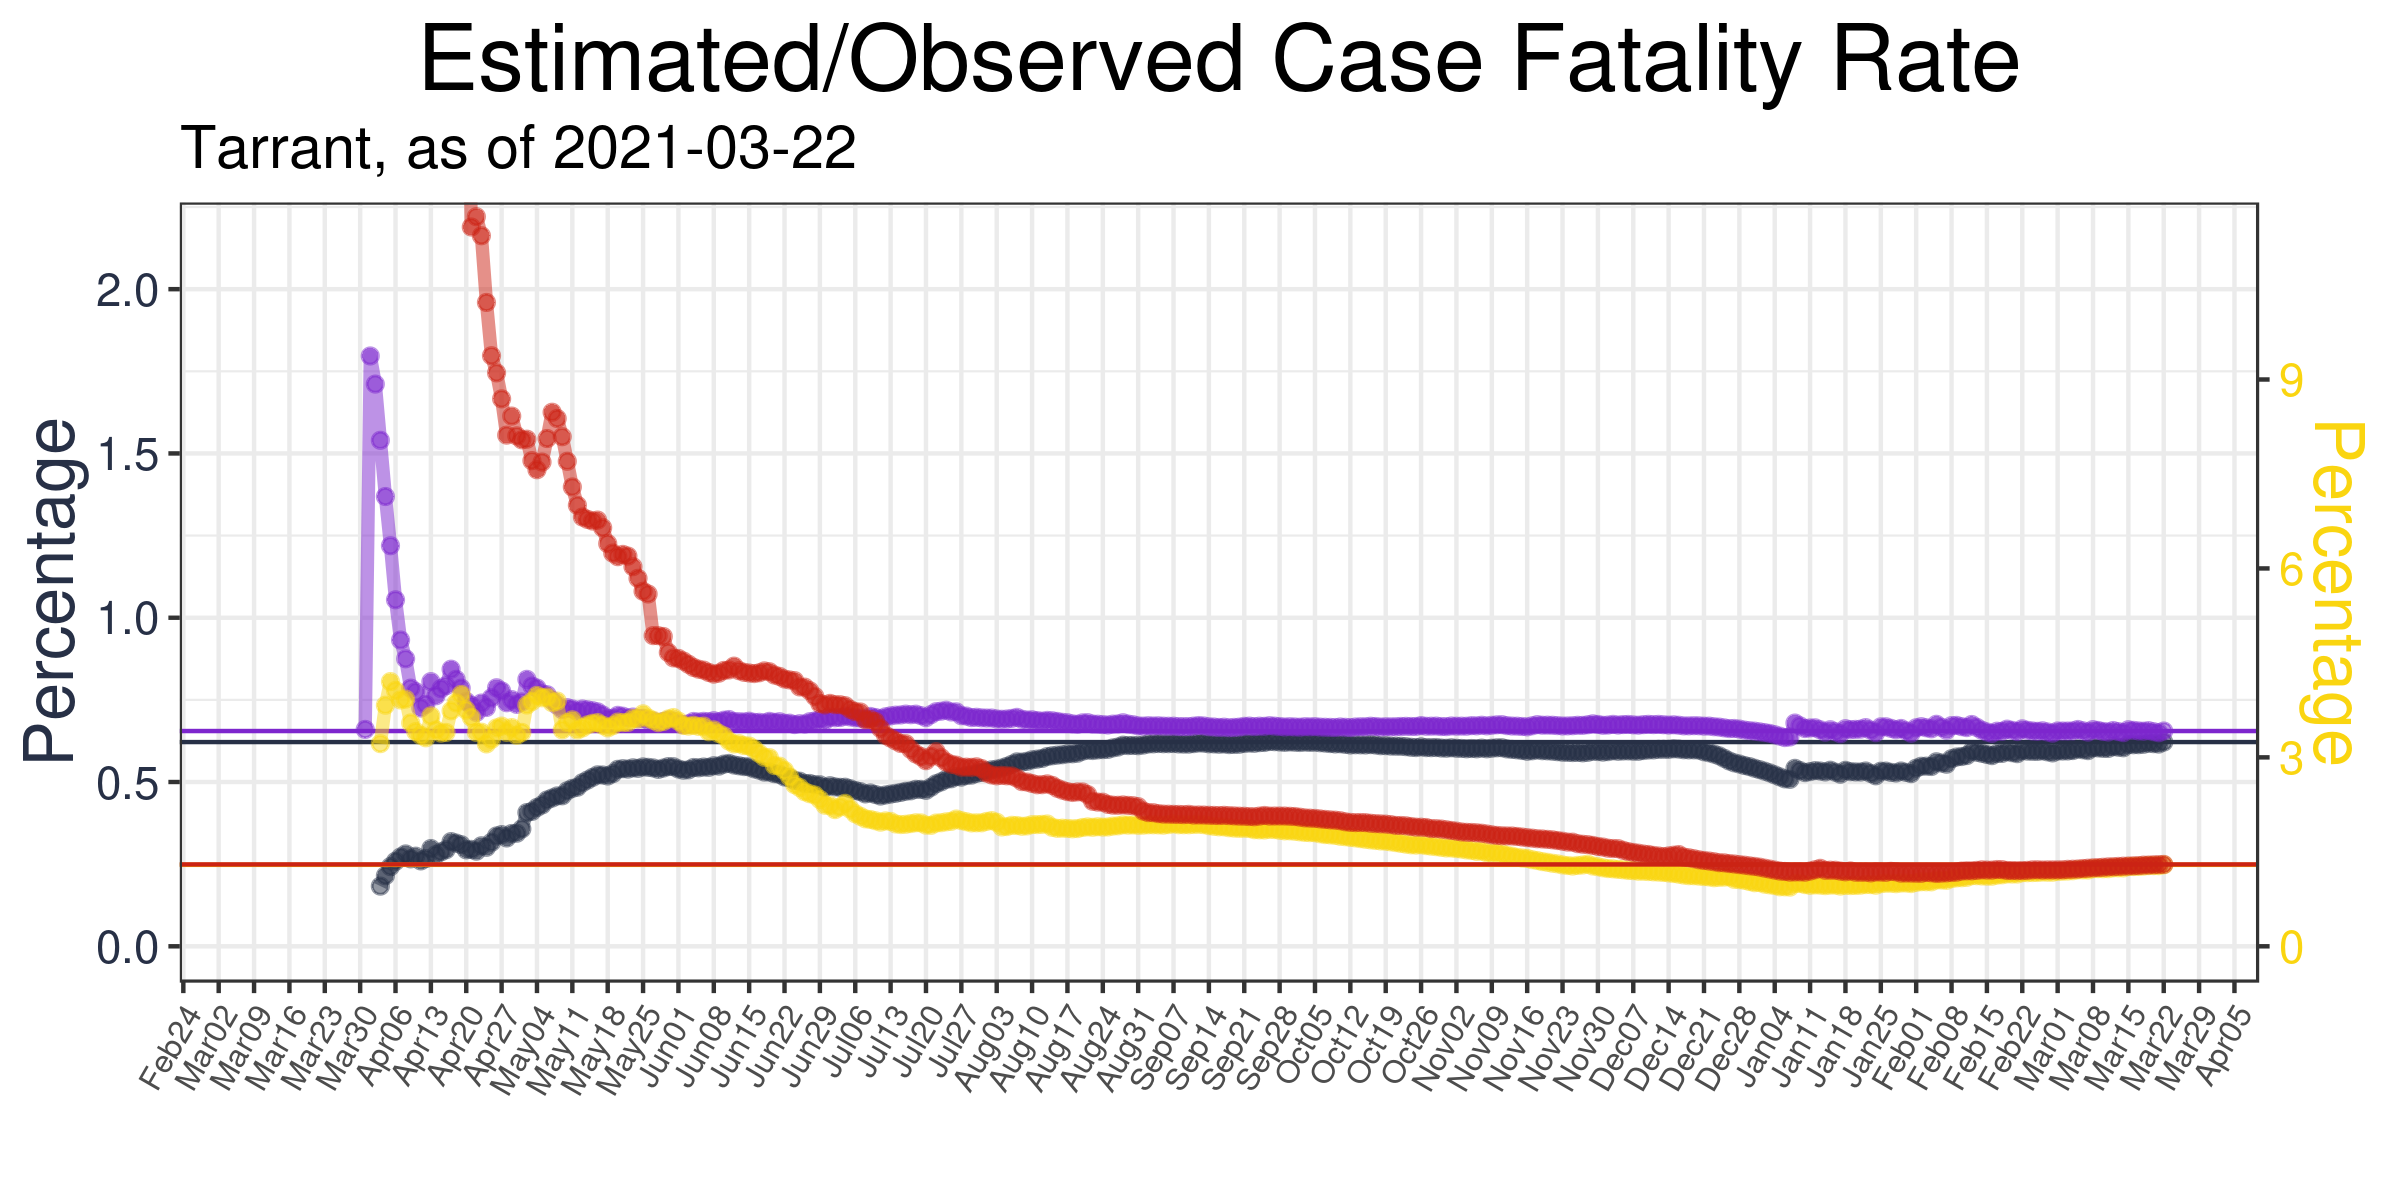 Estimated/Observed Case Fatality Rate
Tarrant, as of 2021-03-22
Percentage
2.0
1.5
1.0
0.5
0.0
9
6
3
0
Percentage
Feb24 Mar02 Mar09 Mar16 Mar23 Mar30 Apr06 Apr13 Apr20 Apr27 May04 May11 May18 May25 Jun01 Jun08 Jun15 Jun22 Jun29 Jul06 Jul13 Jul20 Jul27 Aug03 Aug10 Aug17 Aug24 Aug31 Sep07 Sep14 Sep21 Sep28 Oct05 Oct12 Oct19 Oct26 Nov02 Nov09 Nov16 Nov23 Nov30 Dec07 Dec14 Dec21 Dec28 Jan04 Jan11 Jan18 Jan25 Feb01 Feb08 Feb15 Feb22 Mar01 Mar08 Mar15 Mar22 Mar29 Apr05